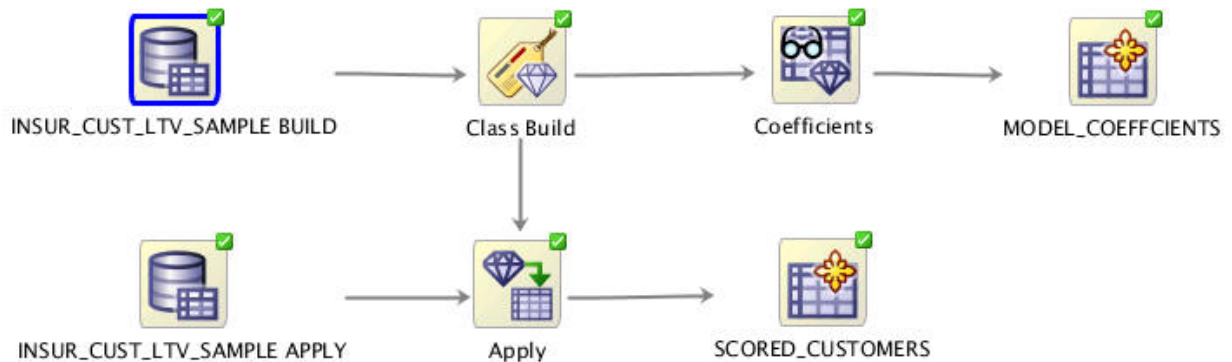 INSUR_CUST_LTV_SAMPLE BUILD
Class Build
Coefficients
MODEL_COEFFCIENTS
INSUR_CUST_LTV_SAMPLE APPLY
Apply
SCORED_CUSTOMERS